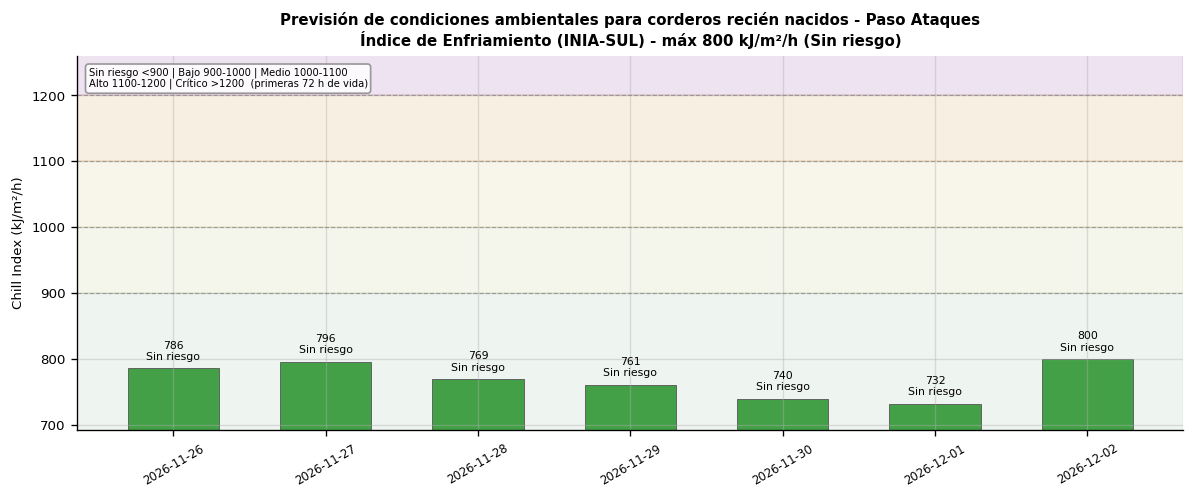 Previsión de condiciones ambientales para corderos recién nacidos - Paso Ataques
Índice de Enfriamiento (INIA-SUL) - máx 800 kJ/m²/h (Sin riesgo)
Sin riesgo <900 | Bajo 900-1000 | Medio 1000-1100
Alto 1100-1200 | Crítico >1200  (primeras 72 h de vida)
Chill Index (kJ/m²/h)
1200
1100
1000
900
800
700
786
Sin riesgo
796
Sin riesgo
769
Sin riesgo
761
Sin riesgo
740
Sin riesgo
732
Sin riesgo
800
Sin riesgo
2026-11-26
2026-11-27
2026-11-28
2026-11-29
2026-11-30
2026-12-01
2026-12-02